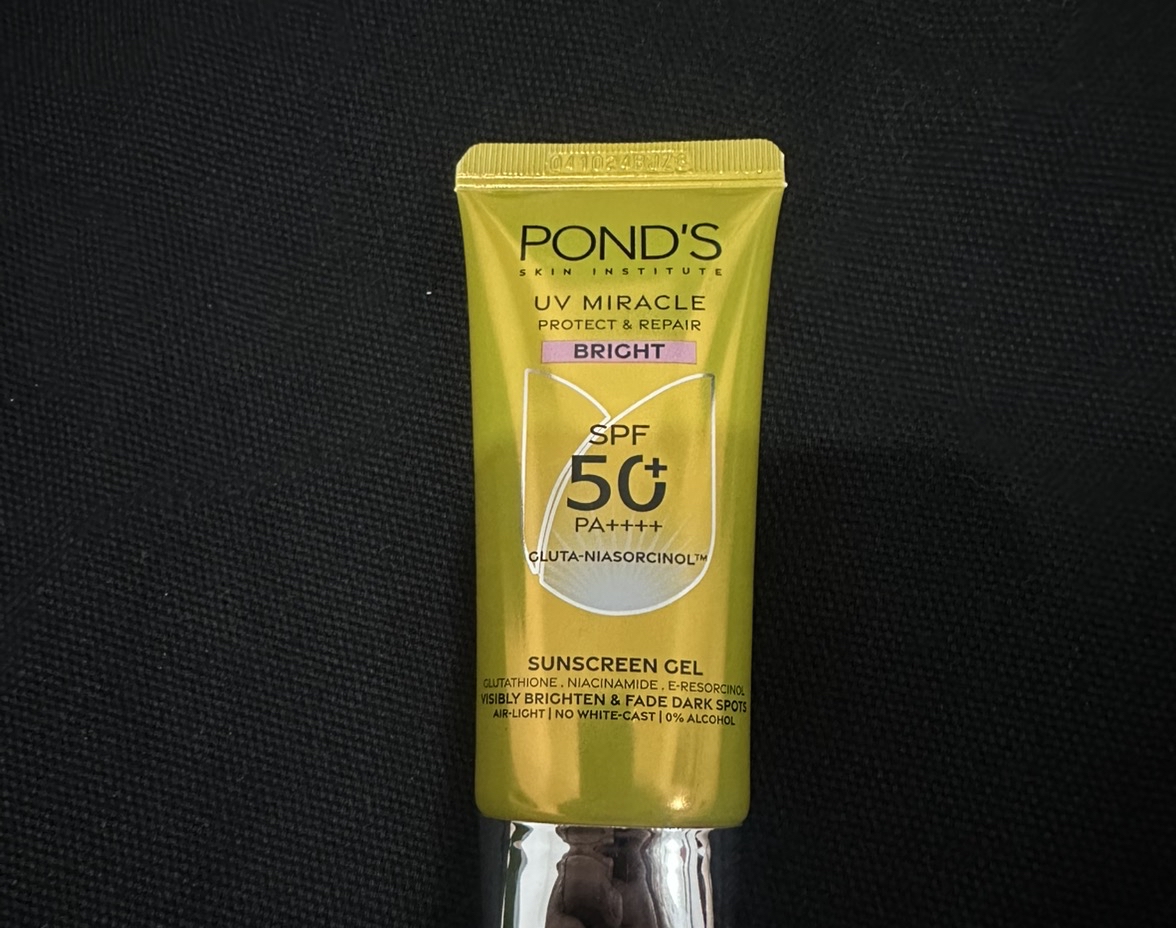 POND'S
SKIN INSTITUTE
UV MIRACLE
PROTECT & REPAIR
BRIGHT
SPF
50+
PA++++
GLUTA-NIASORCINOL™
SUNSCREEN GEL
GLUTATHIONE . NIACINAMIDE . E-RESORCINOL
VISIBLY BRIGHTEN & FADE DARK SPOTS
AIR-LIGHT | NO WHITE-CAST | 0% ALCOHOL